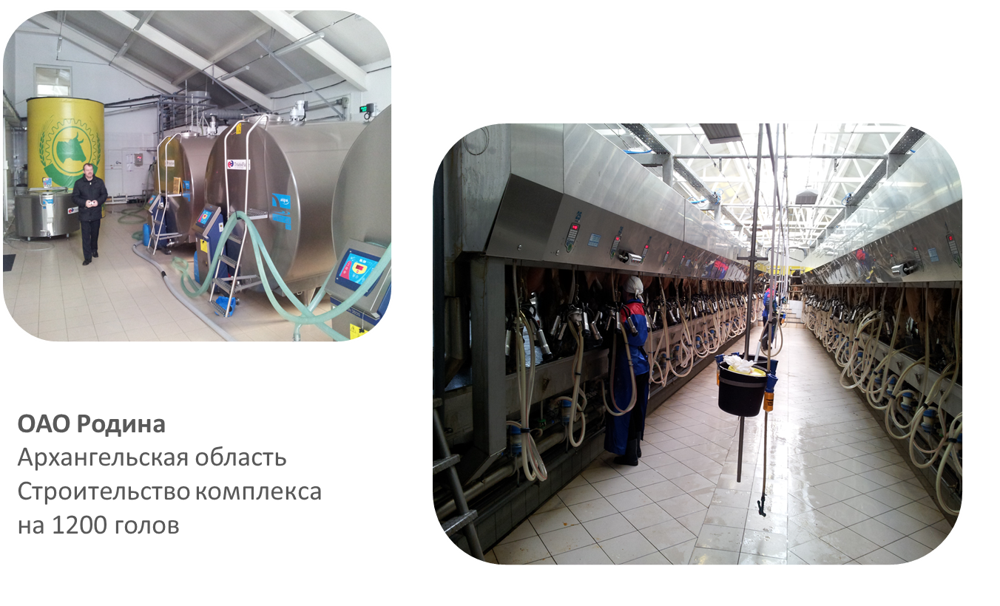 ОАО Родина
Архангельская область
Строительство комплекса
на 1200 голов